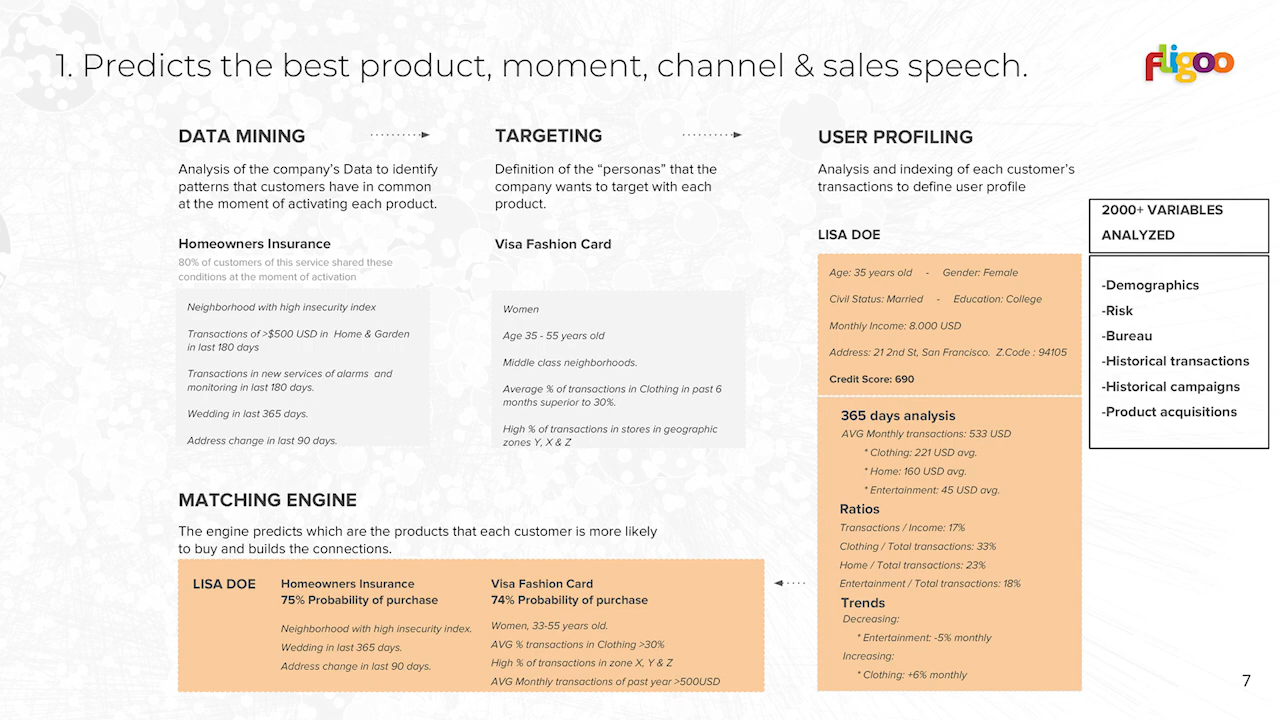 1. Predicts the best product, moment, channel & sales speech.
fligoo
DATA MINING
Analysis of the company's Data to identify
patterns that customers have in common
at the moment of activating each product.
Homeowners Insurance
80% of customers of this service shared these
conditions at the moment of activation
Neighborhood with high insecurity index
Transactions of >$500 USD in Home & Garden
in last 180 days
Transactions in new services of alarms and
monitoring in last 180 days.
Wedding in last 365 days.
Address change in last 90 days.
TARGETING
Definition of the “personas” that the
company wants to target with each
product.
Visa Fashion Card
Women
Age 35 - 55 years old
Middle class neighborhoods.
Average % of transactions in Clothing in past 6
months superior to 30%.
High % of transactions in stores in geographic
zones Y, X & Z
USER PROFILING
Analysis and indexing of each customer's
transactions to define user profile
LISA DOE
Age: 35 years old - Gender: Female
Civil Status: Married - Education: College
Monthly Income: 8.000 USD
Address: 21 2nd St, San Francisco. Z.Code : 94105
Credit Score: 690
365 days analysis
AVG Monthly transactions: 533 USD
* Clothing: 221 USD avg.
* Home: 160 USD avg.
* Entertainment: 45 USD avg.
Ratios
Transactions / Income: 17%
Clothing / Total transactions: 33%
Home / Total transactions: 23%
Entertainment / Total transactions: 18%
Trends
Decreasing:
* Entertainment: -5% monthly
Increasing:
* Clothing: +6% monthly
2000+ VARIABLES
ANALYZED
-Demographics
-Risk
-Bureau
-Historical transactions
-Historical campaigns
-Product acquisitions
MATCHING ENGINE
The engine predicts which are the products that each customer is more likely
to buy and builds the connections.
LISA DOE
Homeowners Insurance
75% Probability of purchase
Neighborhood with high insecurity index.
Wedding in last 365 days.
Address change in last 90 days.
Visa Fashion Card
74% Probability of purchase
Women, 33-55 years old.
AVG % transactions in Clothing >30%
High % of transactions in zone X, Y & Z
AVG Monthly transactions of past year >500USD
7